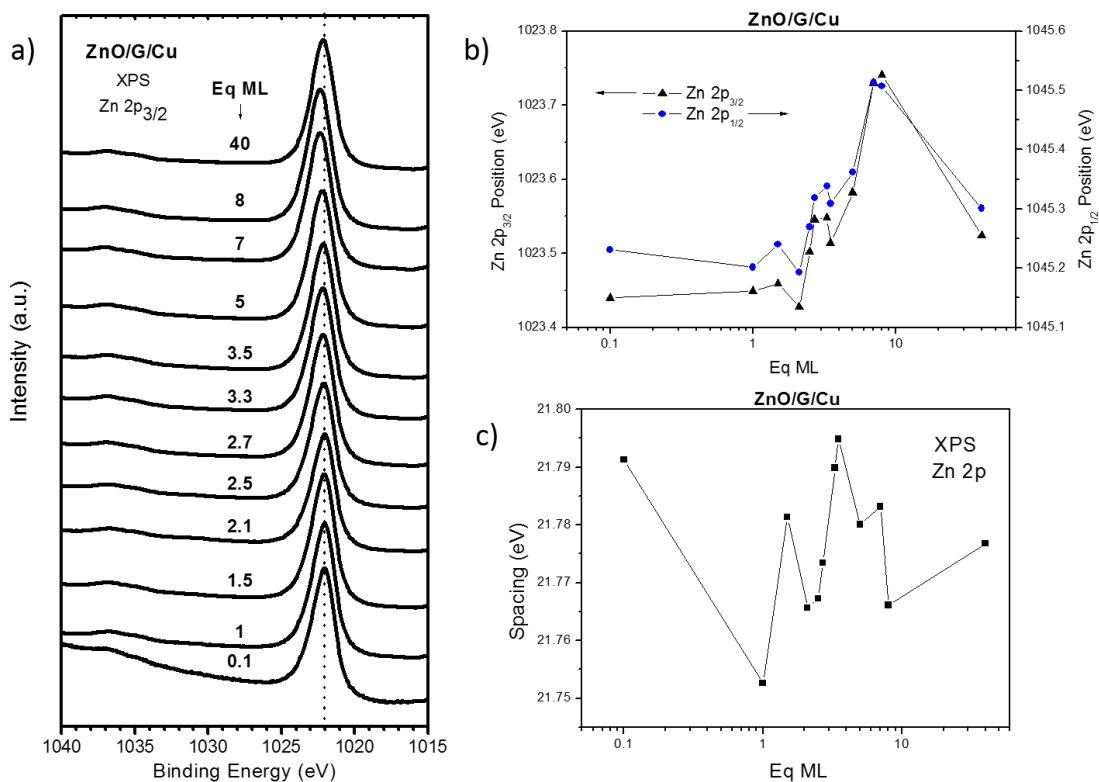 a)
ZnO/G/Cu
XPS
Zn 2p3/2
Eq ML
↓
40
8
7
5
3.5
3.3
2.7
2.5
2.1
1.5
1
0.1
Intensity (a.u.)
1040 1035 1030 1025 1020 1015
Binding Energy (eV)
b)
ZnO/G/Cu
1023.8
1023.7
1023.6
1023.5
1023.4
Zn 2p3/2 Position (eV)
Zn 2p3/2
Zn 2p1/2
1045.6
1045.5
1045.4
1045.3
1045.2
1045.1
Zn 2p1/2 Position (eV)
0.1 1 10
Eq ML
c)
ZnO/G/Cu
XPS
Zn 2p
21.80
21.79
21.78
21.77
21.76
21.75
Spacing (eV)
0.1 1 10
Eq ML